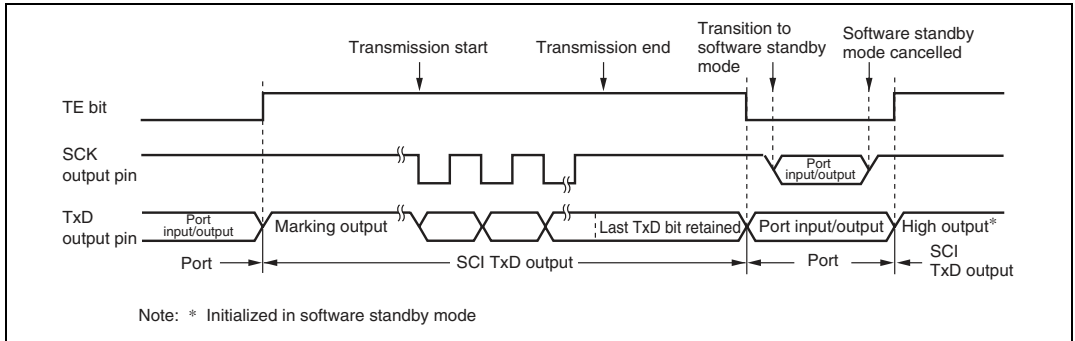 Transmission start
Transmission end
Transition to
software standby
mode
Software standby
mode cancelled
TE bit
SCK
output pin
Port
input/output
TxD
output pin
Port
input/output
Marking output
Last TxD bit retained
Port input/output
High output*
Port
SCI TxD output
Port
SCI
TxD output
Note: * Initialized in software standby mode